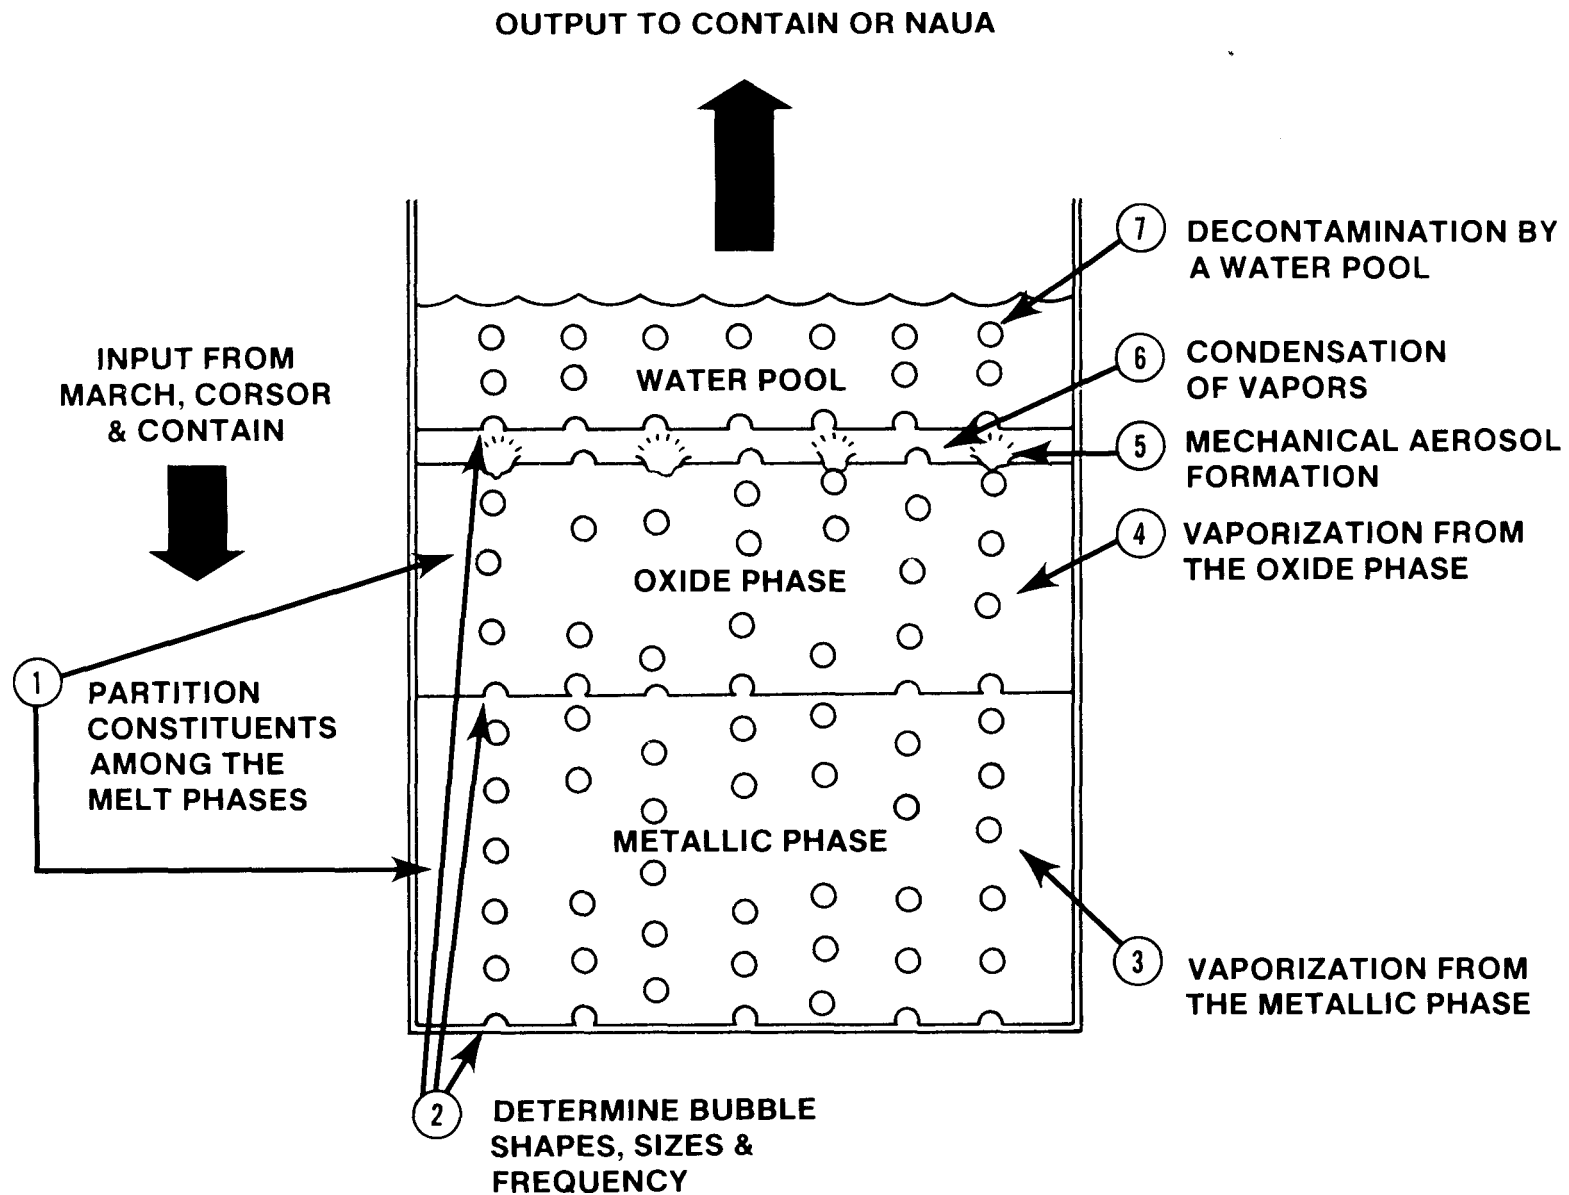 OUTPUT TO CONTAIN OR NAUA
7
DECONTAMINATION BY
A WATER POOL
INPUT FROM
MARCH, CORSOR
& CONTAIN
WATER POOL
6
CONDENSATION
OF VAPORS
5
MECHANICAL AEROSOL
FORMATION
4
VAPORIZATION FROM
THE OXIDE PHASE
OXIDE PHASE
1
PARTITION
CONSTITUENTS
AMONG THE
MELT PHASES
METALLIC PHASE
3
VAPORIZATION FROM
THE METALLIC PHASE
2
DETERMINE BUBBLE
SHAPES, SIZES &
FREQUENCY